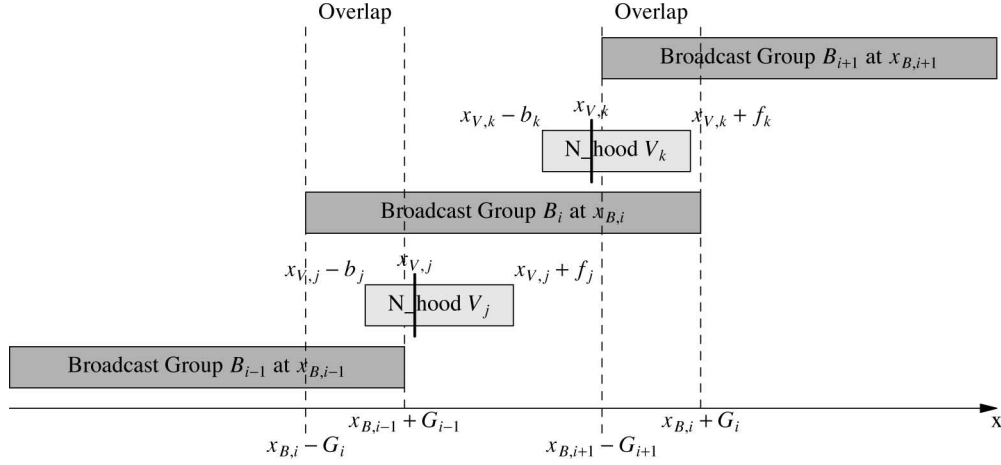 Overlap Overlap
Broadcast Group B_{i+1} at x_{B,i+1}
x_{V,k} − b_k x_{V,k} x_{V,k} + f_k
N_hood V_k
Broadcast Group B_i at x_{B,i}
x_{V,j} − b_j x_{V,j} x_{V,j} + f_j
N_hood V_j
Broadcast Group B_{i−1} at x_{B,i−1}
x_{B,i−1} + G_{i−1} x_{B,i} + G_i x
x_{B,i} − G_i x_{B,i+1} − G_{i+1}